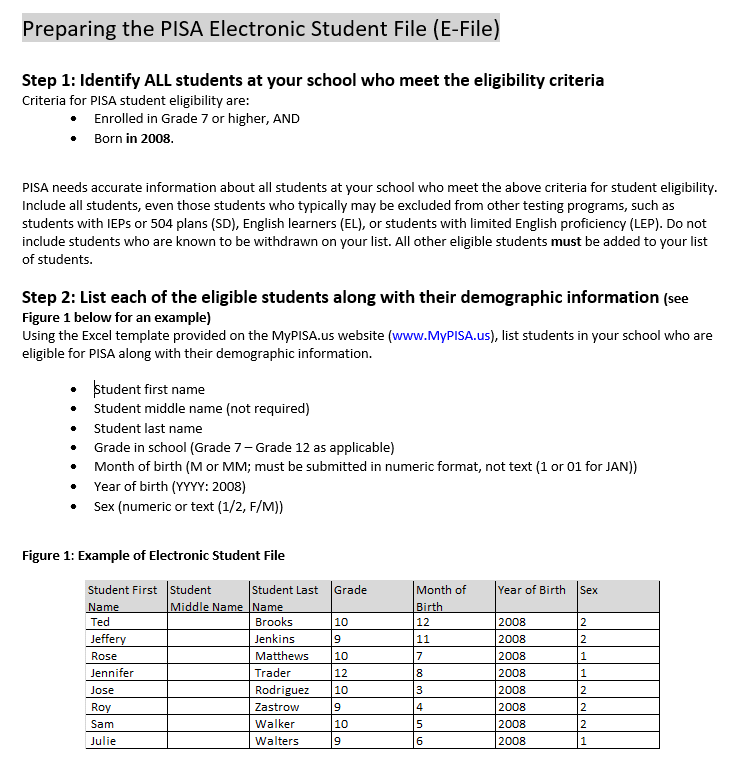 Preparing the PISA Electronic Student File (E-File)
Step 1: Identify ALL students at your school who meet the eligibility criteria
Criteria for PISA student eligibility are:
• Enrolled in Grade 7 or higher, AND
• Born in 2008.
PISA needs accurate information about all students at your school who meet the above criteria for student eligibility.
Include all students, even those students who typically may be excluded from other testing programs, such as
students with IEPs or 504 plans (SD), English learners (EL), or students with limited English proficiency (LEP). Do not
include students who are known to be withdrawn on your list. All other eligible students must be added to your list
of students.
Step 2: List each of the eligible students along with their demographic information (see
Figure 1 below for an example)
Using the Excel template provided on the MyPISA.us website (www.MyPISA.us), list students in your school who are
eligible for PISA along with their demographic information.
• Student first name
• Student middle name (not required)
• Student last name
• Grade in school (Grade 7 – Grade 12 as applicable)
• Month of birth (M or MM; must be submitted in numeric format, not text (1 or 01 for JAN))
• Year of birth (YYYY: 2008)
• Sex (numeric or text (1/2, F/M))
Figure 1: Example of Electronic Student File
Student First Student Student Last Grade Month of Year of Birth Sex
Name Middle Name Name Birth
Ted Brooks 10 12 2008 2
Jeffery Jenkins 9 11 2008 2
Rose Matthews 10 7 2008 1
Jennifer Trader 12 8 2008 1
Jose Rodriguez 10 3 2008 2
Roy Zastrow 9 4 2008 2
Sam Walker 10 5 2008 2
Julie Walters 9 6 2008 1